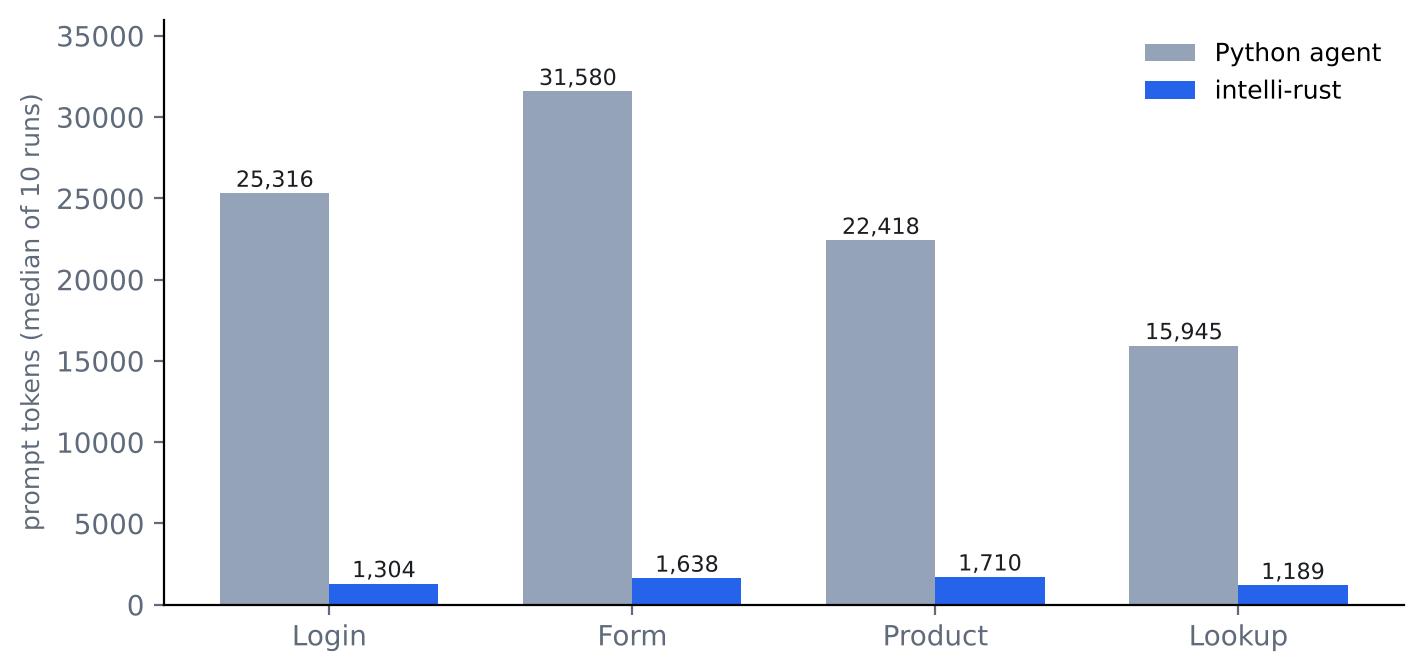 35000
30000
25000
20000
15000
10000
5000
0
prompt tokens (median of 10 runs)
Python agent
intelli-rust
25,316
1,304
31,580
1,638
22,418
1,710
15,945
1,189
Login
Form
Product
Lookup